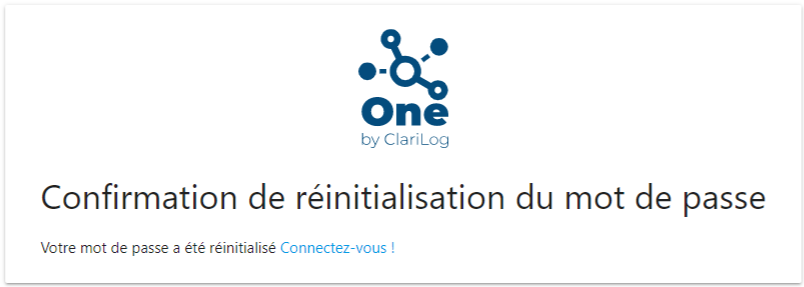 One
by ClariLog
Confirmation de réinitialisation du mot de passe
Votre mot de passe a été réinitialisé Connectez-vous !